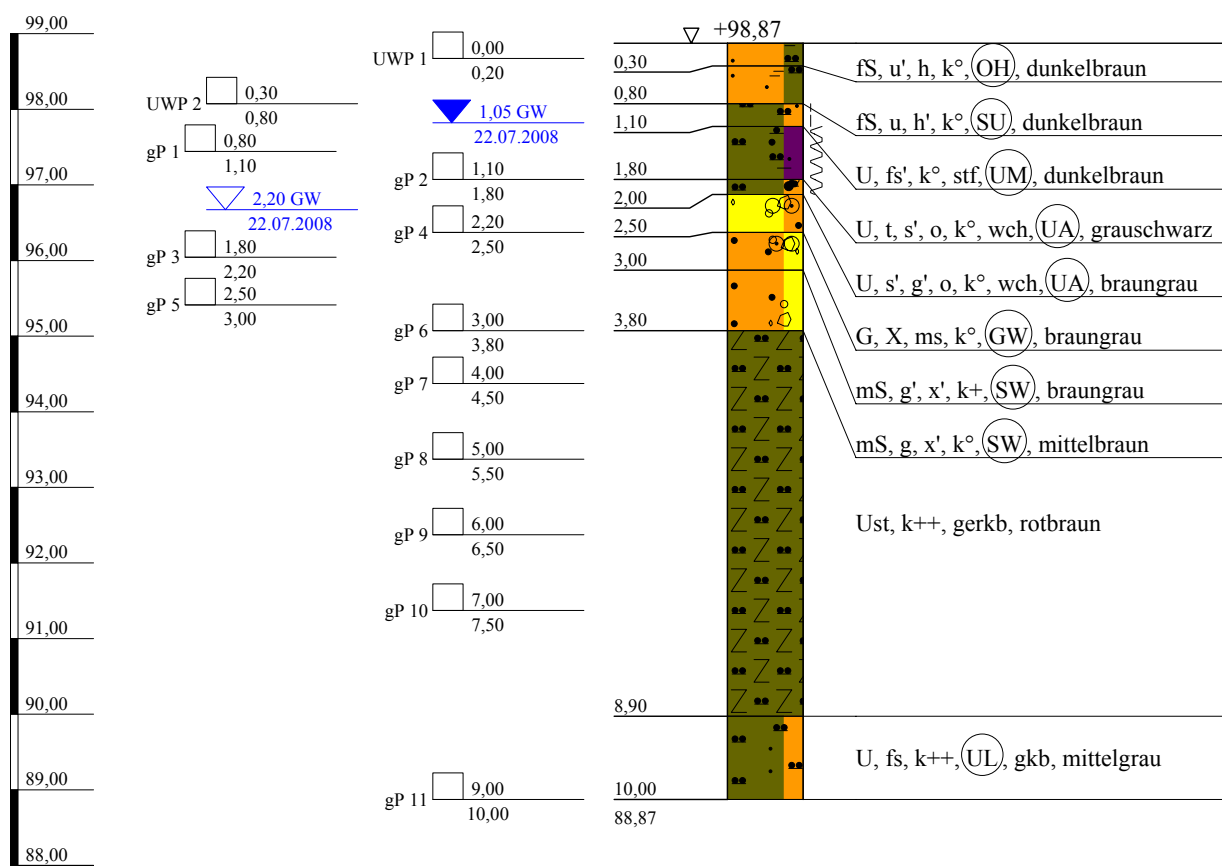 99,00
98,00
97,00
96,00
95,00
94,00
93,00
92,00
91,00
90,00
89,00
88,00
UWP 2 0,30
0,80
gP 1 0,80
1,10
2,20 GW
22.07.2008
gP 3 1,80
2,20
gP 5 2,50
3,00
UWP 1 0,00
0,20
1,05 GW
22.07.2008
gP 2 1,10
1,80
gP 4 2,20
2,50
gP 6 3,00
3,80
gP 7 4,00
4,50
gP 8 5,00
5,50
gP 9 6,00
6,50
gP 10 7,00
7,50
gP 11 9,00
10,00
+98,87
0,30
0,80
1,10
1,80
2,00
2,50
3,00
3,80
8,90
10,00
88,87
fS, u', h, k°, OH, dunkelbraun
fS, u, h', k°, SU, dunkelbraun
U, fs', k°, stf, UM, dunkelbraun
U, t, s', o, k°, wch, UA, grauschwarz
U, s', g', o, k°, wch, UA, braungrau
G, X, ms, k°, GW, braungrau
mS, g', x', k+, SW, braungrau
mS, g, x', k°, SW, mittelbraun
Ust, k++, gerkb, rotbraun
U, fs, k++, UL, gkb, mittelgrau